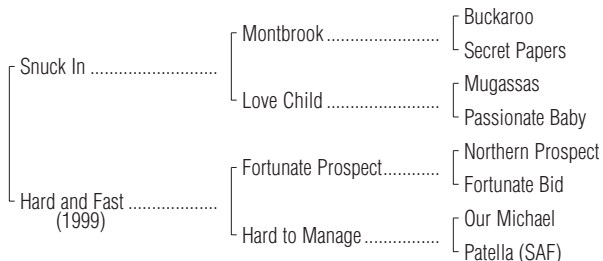 Buckaroo
Montbrook ........................
Secret Papers
Snuck In ...........................
Mugassas
Love Child ........................
Passionate Baby
Northern Prospect
Fortunate Prospect............
Fortunate Bid
Hard and Fast ...................
(1999)
Our Michael
Hard to Manage ................
Patella (SAF)